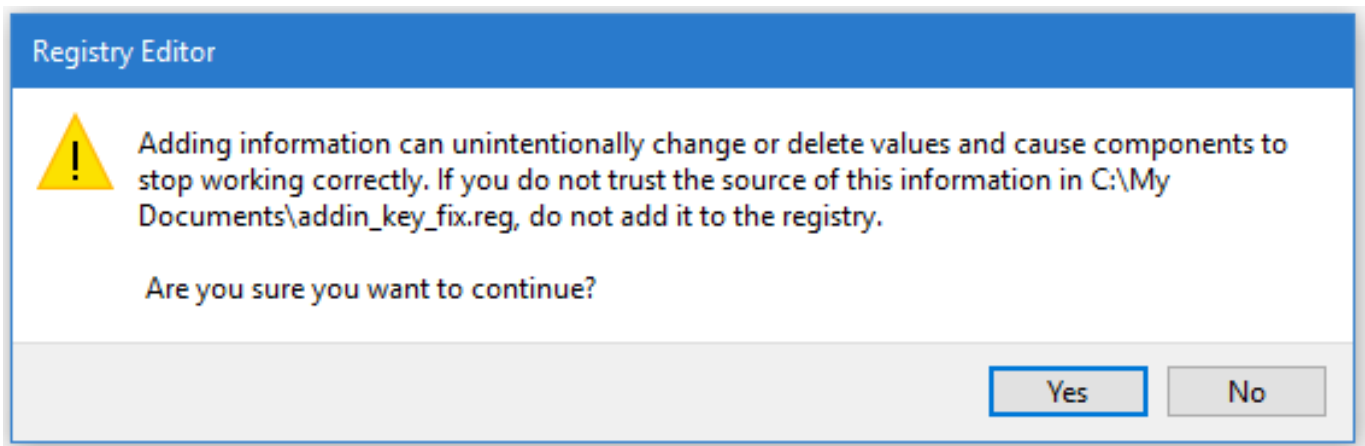 Registry Editor
Adding information can unintentionally change or delete values and cause components to
stop working correctly. If you do not trust the source of this information in C:\My
Documents\addin_key_fix.reg, do not add it to the registry.
Are you sure you want to continue?
Yes No